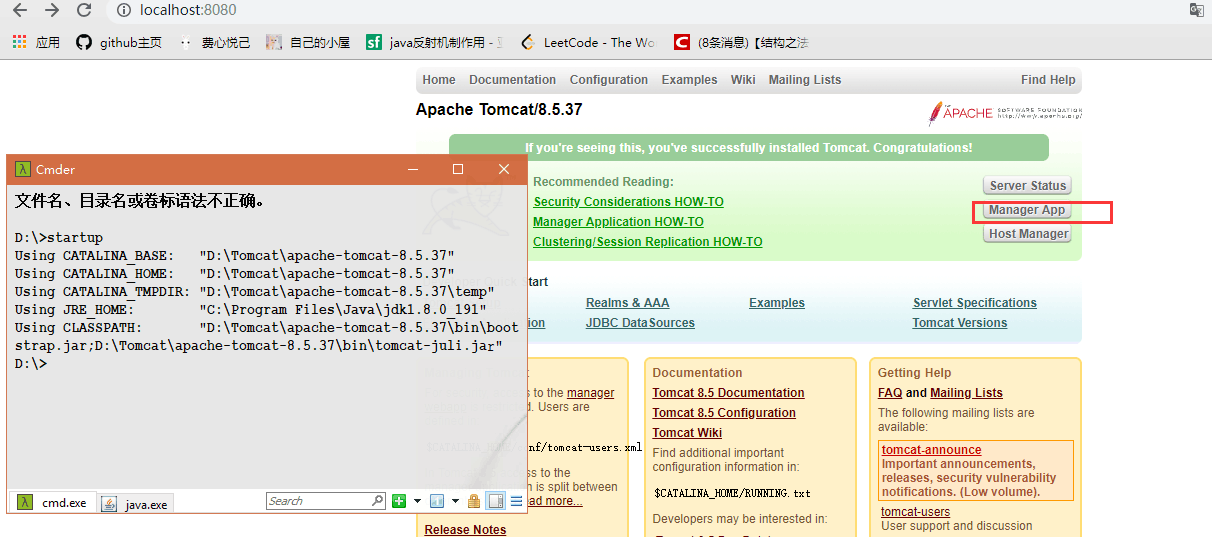 localhost:8080
应用 github主页 费心悦己 自己的小屋 java反射机制作用 - LeetCode - The Wo (8条消息)【结构之法
Home Documentation Configuration Examples Wiki Mailing Lists Find Help
Apache Tomcat/8.5.37
APACHE SOFTWARE FOUNDATION
http://www.apache.org/
If you're seeing this, you've successfully installed Tomcat. Congratulations!
Recommended Reading:
Security Considerations HOW-TO
Manager Application HOW-TO
Clustering/Session Replication HOW-TO
Server Status
Manager App
Host Manager
Cmder
文件名、目录名或卷标语法不正确。
D:\>startup
Using CATALINA_BASE: "D:\Tomcat\apache-tomcat-8.5.37"
Using CATALINA_HOME: "D:\Tomcat\apache-tomcat-8.5.37"
Using CATALINA_TMPDIR: "D:\Tomcat\apache-tomcat-8.5.37\temp"
Using JRE_HOME: "C:\Program Files\Java\jdk1.8.0_191"
Using CLASSPATH: "D:\Tomcat\apache-tomcat-8.5.37\bin\boot
strap.jar;D:\Tomcat\apache-tomcat-8.5.37\bin\tomcat-juli.jar"
D:\>
Search
cmd.exe java.exe
tart
Realms & AAA Examples Servlet Specifications
ion JDBC DataSources Tomcat Versions
s to the manager
d. Users are
nf/tomcat-users.xml
ss to the
n is split between
ad more...
Release Notes
Documentation
Tomcat 8.5 Documentation
Tomcat 8.5 Configuration
Tomcat Wiki
Find additional important
configuration information in:
$CATALINA_HOME/RUNNING.txt
Developers may be interested in:
Getting Help
FAQ and Mailing Lists
The following mailing lists are
available:
tomcat-announce
Important announcements,
releases, security vulnerability
notifications. (Low volume).
tomcat-users
User support and discussion